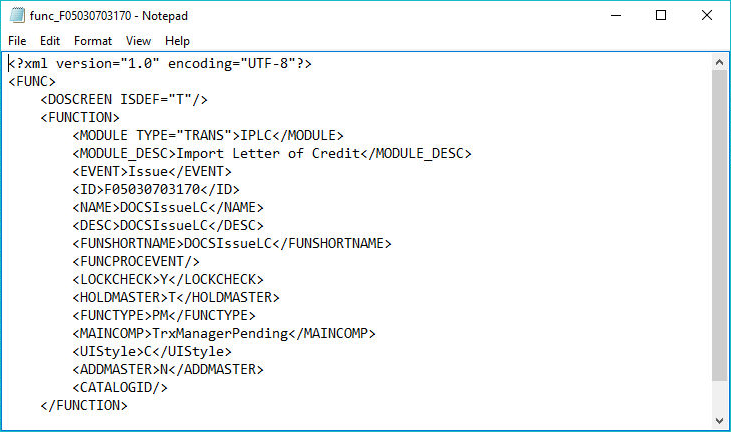 func_F05030703170 - Notepad
File Edit Format View Help
<?xml version="1.0" encoding="UTF-8"?>
<FUNC>
    <DOSCREEN ISDEF="T"/>
    <FUNCTION>
        <MODULE TYPE="TRANS">IPLC</MODULE>
        <MODULE_DESC>Import Letter of Credit</MODULE_DESC>
        <EVENT>Issue</EVENT>
        <ID>F05030703170</ID>
        <NAME>DOCSIssueLC</NAME>
        <DESC>DOCSIssueLC</DESC>
        <FUNSHORTNAME>DOCSIssueLC</FUNSHORTNAME>
        <FUNCPROCEVENT/>
        <LOCKCHECK>Y</LOCKCHECK>
        <HOLDMASTER>T</HOLDMASTER>
        <FUNCTYPE>PM</FUNCTYPE>
        <MAINCOMP>TrxManagerPending</MAINCOMP>
        <UIStyle>C</UIStyle>
        <ADDMASTER>N</ADDMASTER>
        <CATALOGID/>
    </FUNCTION>